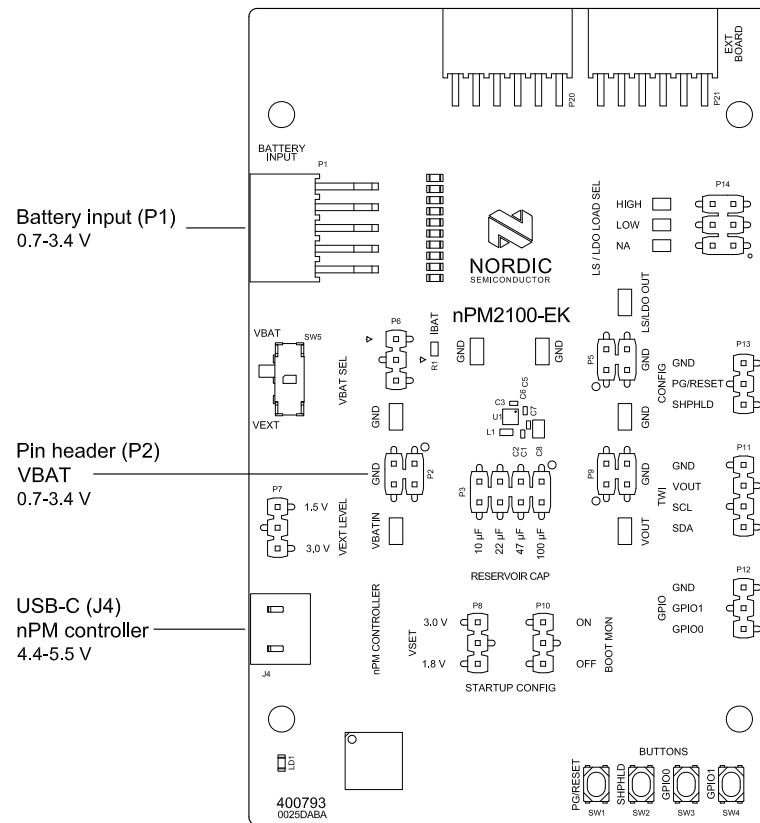 EXT
BOARD
P20
P21
BATTERY
INPUT
P1
Battery input (P1)
0.7-3.4 V
NORDIC
SEMICONDUCTOR
nPM2100-EK
LS / LDO LOAD SEL
HIGH
LOW
NA
P14
LS/LDO OUT
VBAT
SW5
VEXT
VBAT SEL
P6
IBAT
R1
GND
GND
GND
P5
GND
GND
CONFIG
P13
GND
PG/RESET
SHPHLD
C5
C6
C3
C7
U1
L1
C2
C1
C8
Pin header (P2)
VBAT
0.7-3.4 V
GND
P2
P3
P9
GND
TWI
P11
GND
VOUT
SCL
SDA
P7
1.5 V
3.0 V
VEXT LEVEL
VBATIN
10 µF
22 µF
47 µF
100 µF
VOUT
RESERVOIR CAP
USB-C (J4)
nPM controller
4.4-5.5 V
J4
nPM CONTROLLER
VSET
P8
3.0 V
1.8 V
P10
ON
OFF
BOOT MON
STARTUP CONFIG
GPIO
P12
GND
GPIO1
GPIO0
LD1
400793
0025DABA
BUTTONS
PG/RESET
SHPHLD
GPIO0
GPIO1
SW1
SW2
SW3
SW4